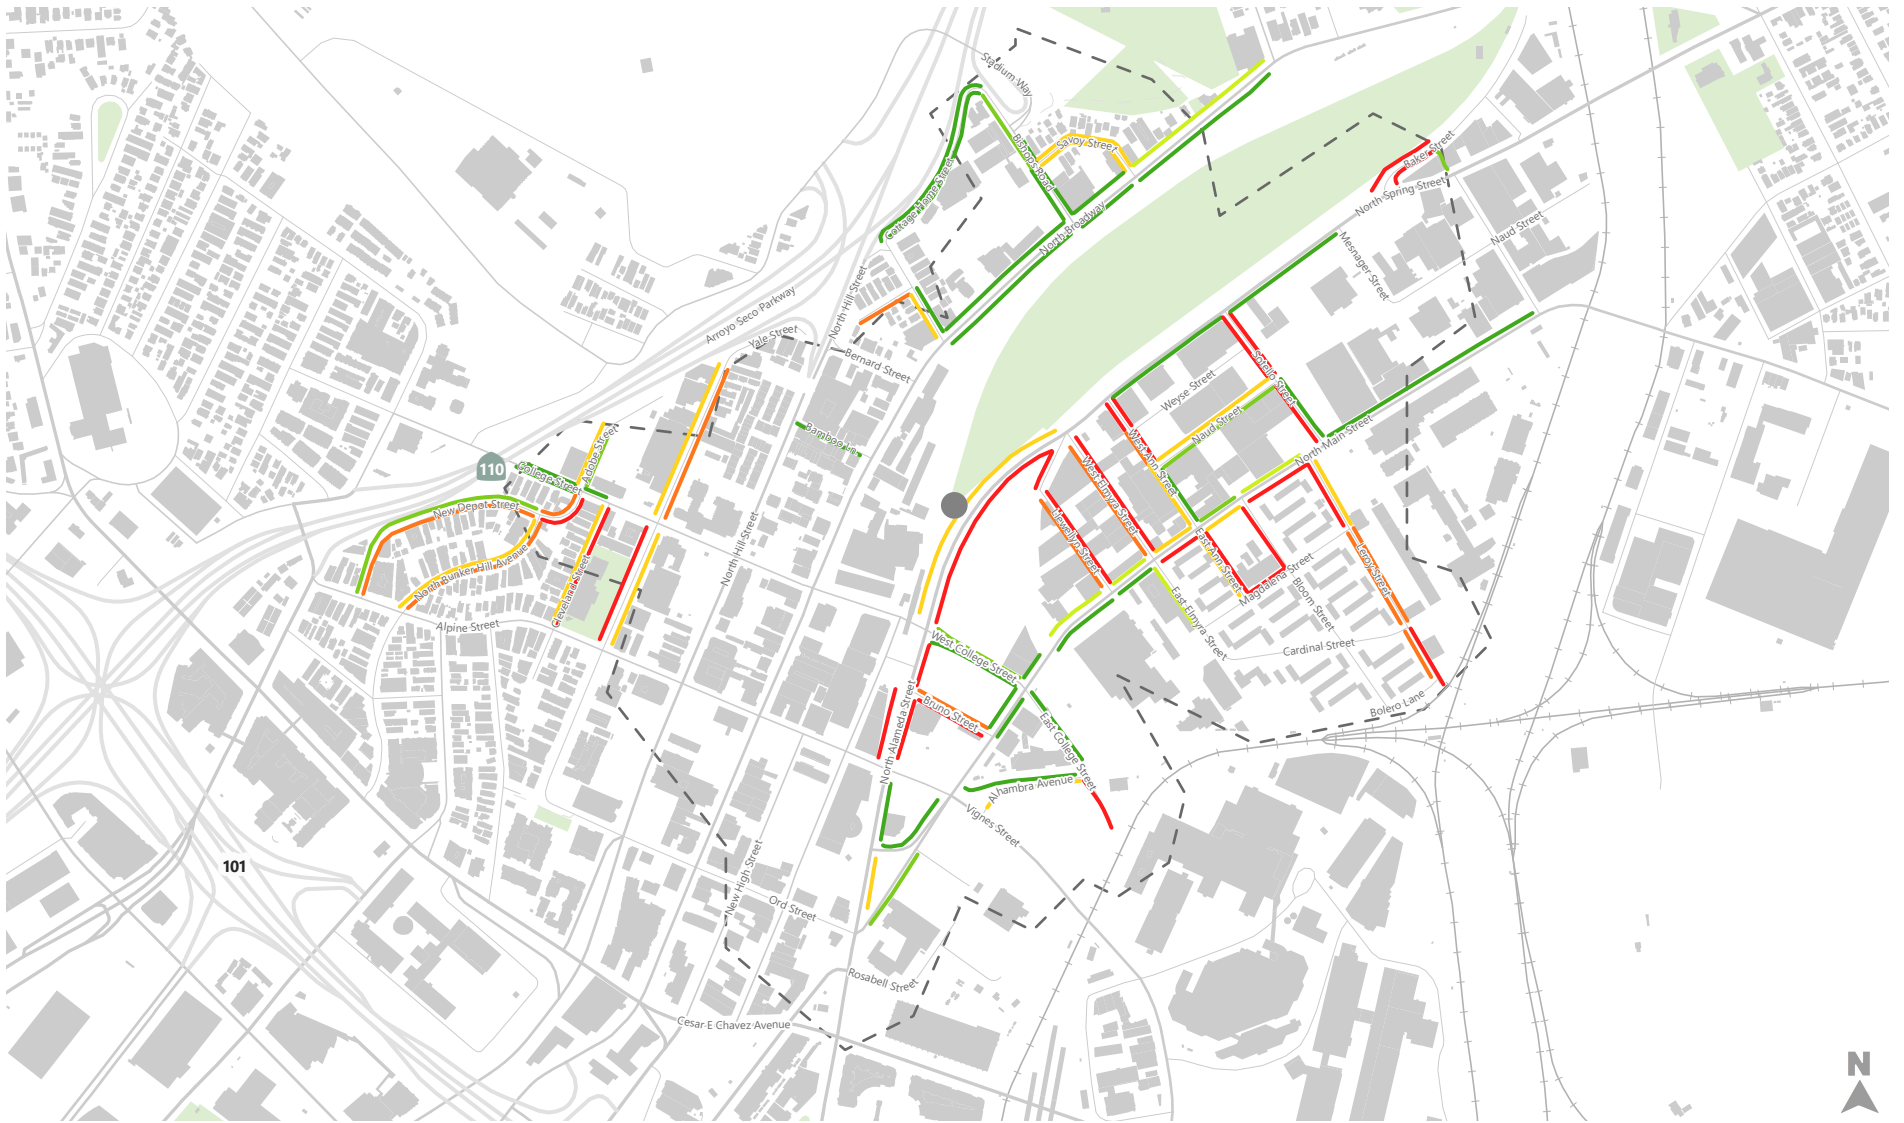 Stadium Way
Bishops Road
Savoy Street
Baker Street
Cottage Home Street
North Spring Street
North Broadway
Naud Street
Mesnager Street
Arroyo Seco Parkway
North Hill Street
Yale Street
Bernard Street
Sotello Street
Weyse Street
Naud Street
Bamboo Ln
Adobe Street
North Main Street
West Ann Street
110
College Street
West Elmyra Street
New Depot Street
Llewellyn Street
North Hill Street
East Ann Street
Leroy Street
North Bunker Hill Avenue
Magdalena Street
Cleveland Street
East Elmyra Street
Bloom Street
Alpine Street
West College Street
Cardinal Street
Bruno Street
Bolero Lane
North Alameda Street
East College Street
Alhambra Avenue
Vignes Street
101
New High Street
Ord Street
Rosabell Street
Cesar E Chavez Avenue
N